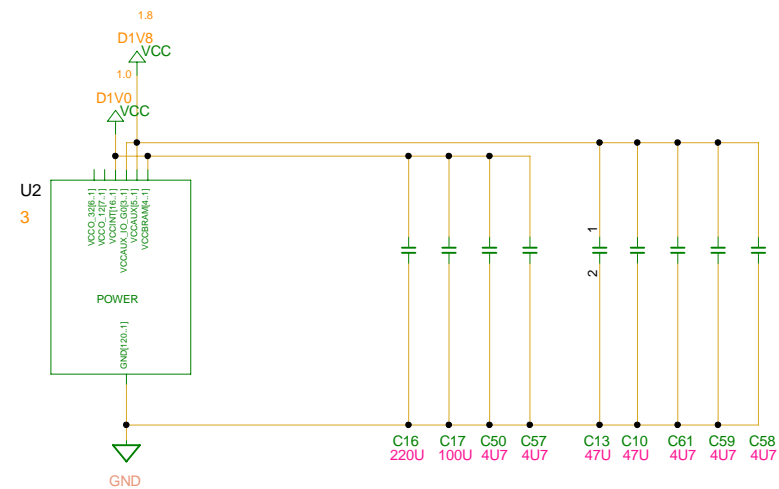 1.8
D1V8
VCC
1.0
D1V0
VCC
U2
3
VCCO_32[6..1]
VCCO_12[7..1]
VCCINT[16..1]
VCCAUX_IO_G0[3..1]
VCCAUX[5..1]
VCCBRAM[4..1]
POWER
GND[120..1]
1
2
C16 C17 C50 C57 C13 C10 C61 C59 C58
220U 100U 4U7 4U7 47U 47U 4U7 4U7 4U7
GND